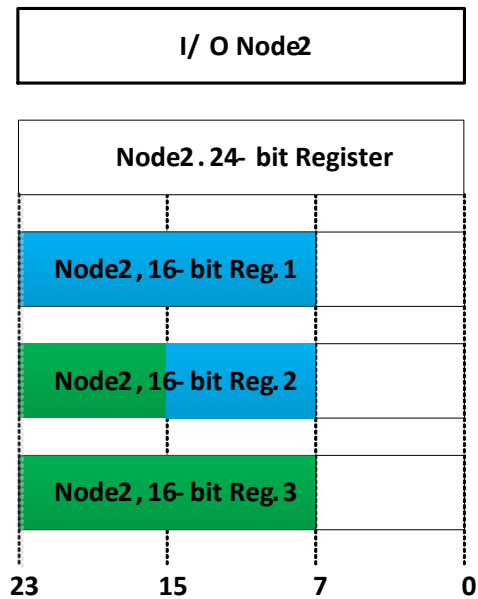 I/ O Node2
Node2. 24- bit Register
Node2, 16- bit Reg. 1
Node2, 16- bit Reg. 2
Node2, 16- bit Reg. 3
23 15 7 0